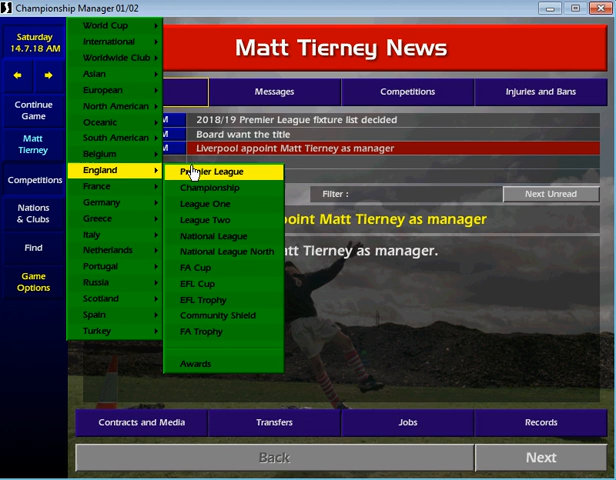 Championship Manager 01/02
Saturday
14.7.18 AM
Continue
Game
Matt
Tierney
Competitions
Nations
& Clubs
Find
Game
Options
World Cup
International
Worldwide Club
Asian
European
North American
Oceanic
South American
Belgium
England
France
Germany
Greece
Italy
Netherlands
Portugal
Russia
Scotland
Spain
Turkey
Premier League
Championship
League One
League Two
National League
National League North
FA Cup
EFL Cup
EFL Trophy
Community Shield
FA Trophy
Awards
Matt Tierney News
Messages
Competitions
Injuries and Bans
M 2018/19 Premier League fixture list decided
M Board want the title
M Liverpool appoint Matt Tierney as manager
Filter :
Next Unread
point Matt Tierney as manager
tt Tierney as manager.
Contracts and Media
Transfers
Jobs
Records
Back
Next